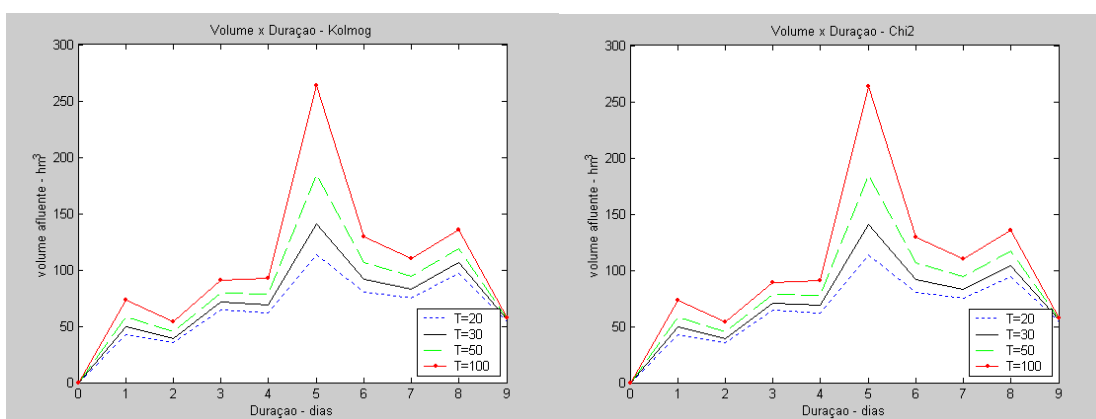 Volume x Duraçao - Kolmog
300
250
200
150
100
50
0
volume afluente - hm³
0 1 2 3 4 5 6 7 8 9
Duraçao - dias
T=20
T=30
T=50
T=100
Volume x Duraçao - Chi2
300
250
200
150
100
50
0
volume afluente - hm³
0 1 2 3 4 5 6 7 8 9
Duraçao - dias
T=20
T=30
T=50
T=100